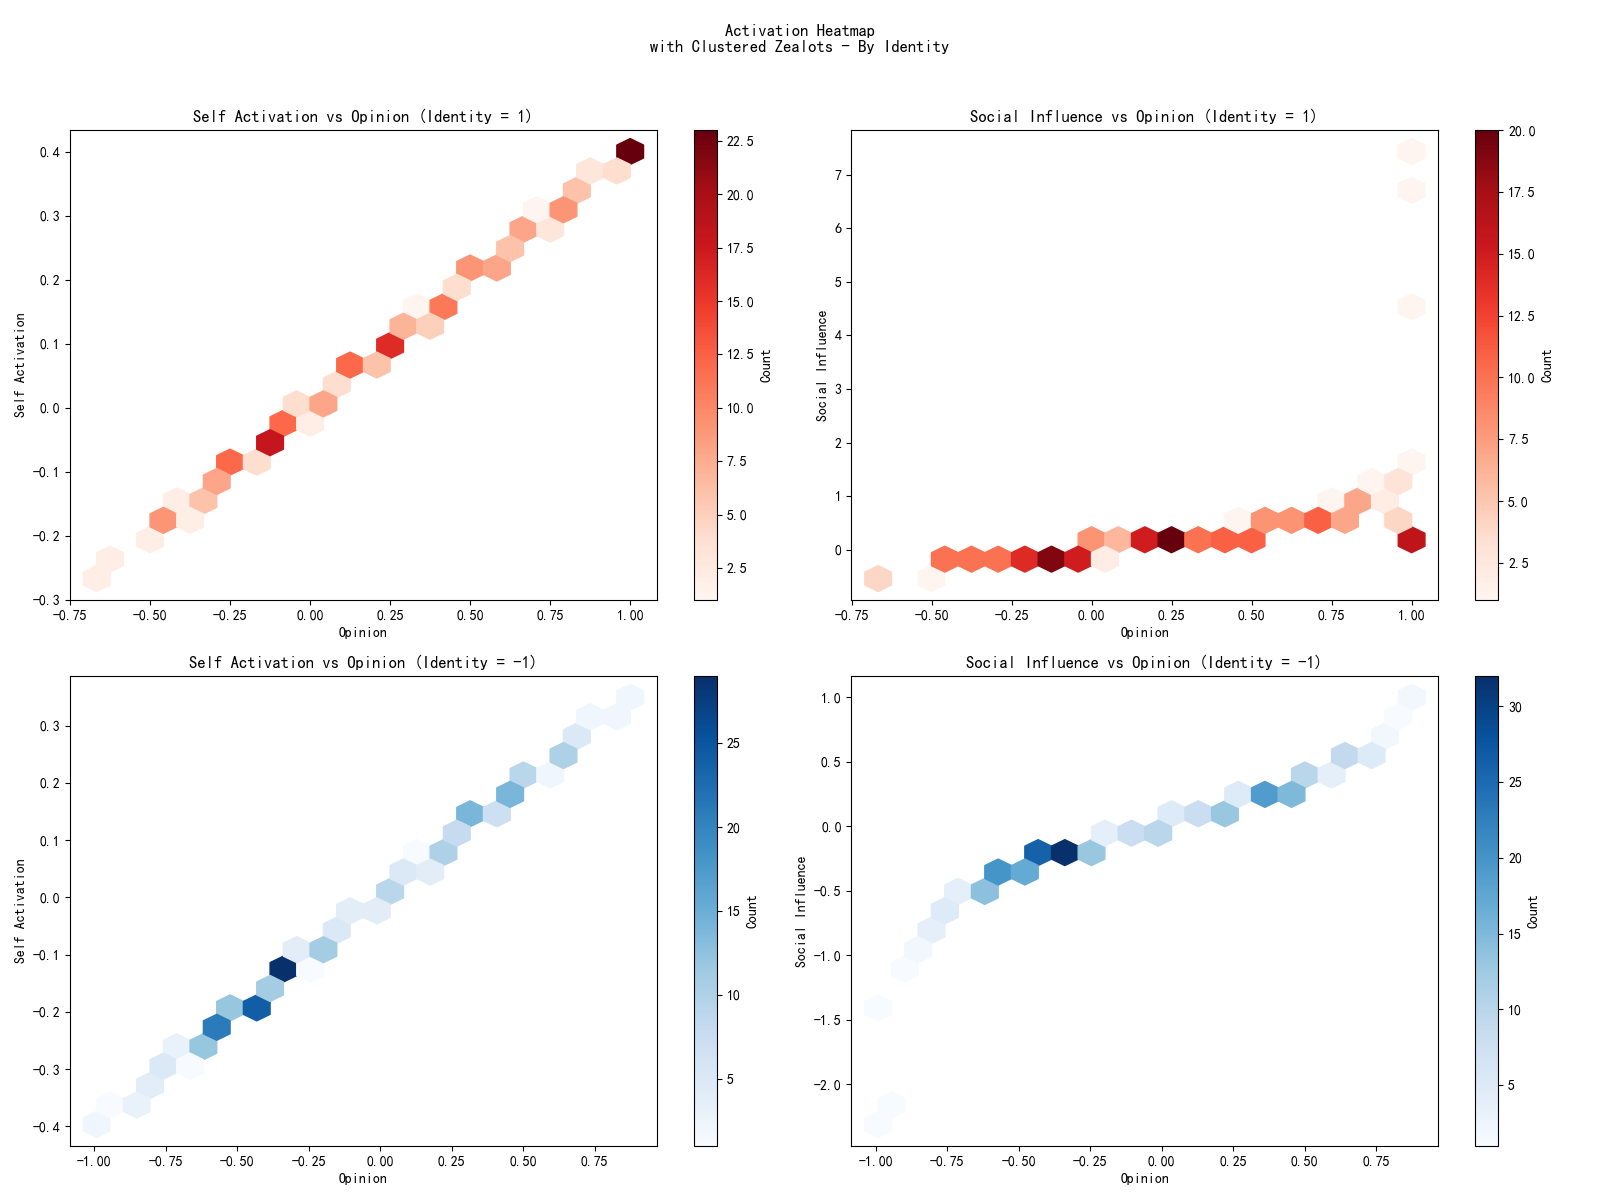 Activation Heatmap
with Clustered Zealots - By Identity
Self Activation vs Opinion (Identity = 1)
0.4
0.3
0.2
0.1
0.0
-0.1
-0.2
-0.3
Self Activation
-0.75 -0.50 -0.25 0.00 0.25 0.50 0.75 1.00
Opinion
22.5
20.0
17.5
15.0
12.5
10.0
7.5
5.0
2.5
Count
Social Influence vs Opinion (Identity = 1)
7
6
5
4
3
2
1
0
Social Influence
-0.75 -0.50 -0.25 0.00 0.25 0.50 0.75 1.00
Opinion
20.0
17.5
15.0
12.5
10.0
7.5
5.0
2.5
Count
Self Activation vs Opinion (Identity = -1)
0.3
0.2
0.1
0.0
-0.1
-0.2
-0.3
-0.4
Self Activation
-1.00 -0.75 -0.50 -0.25 0.00 0.25 0.50 0.75
Opinion
25
20
15
10
5
Count
Social Influence vs Opinion (Identity = -1)
1.0
0.5
0.0
-0.5
-1.0
-1.5
-2.0
Social Influence
-1.00 -0.75 -0.50 -0.25 0.00 0.25 0.50 0.75
Opinion
30
25
20
15
10
5
Count